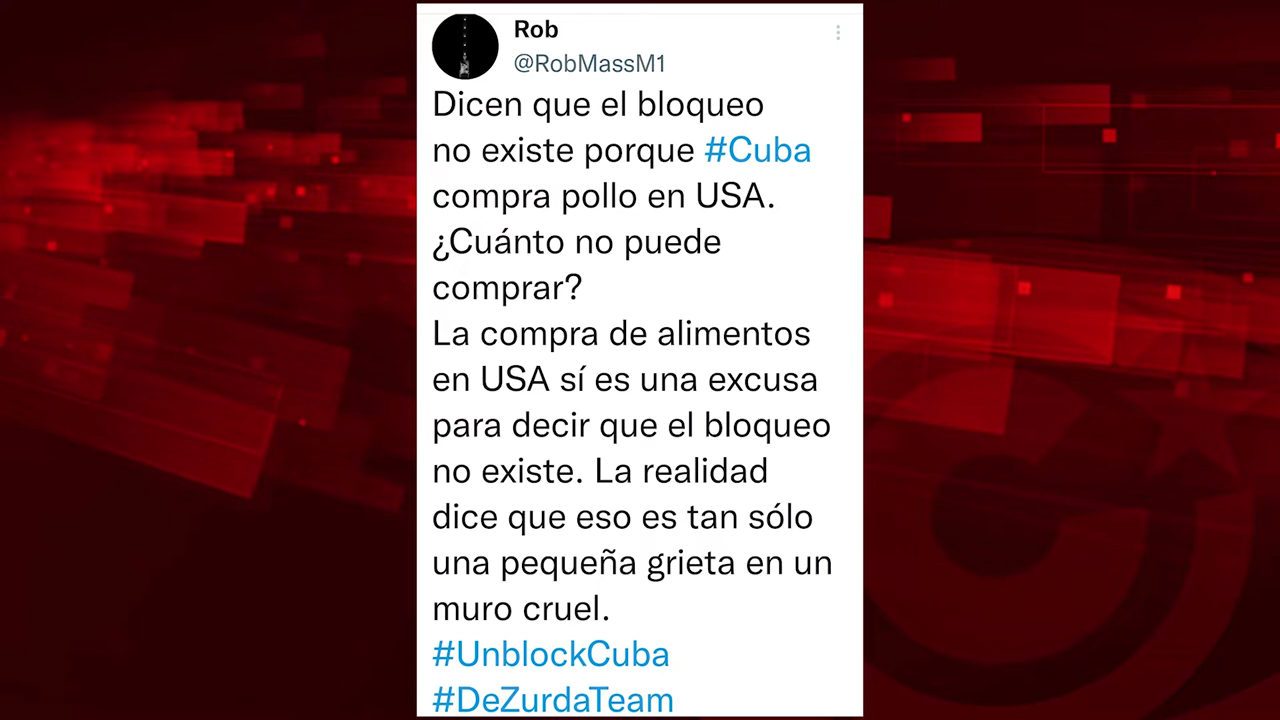 Rob
@RobMassM1
Dicen que el bloqueo
no existe porque #Cuba
compra pollo en USA.
¿Cuánto no puede
comprar?
La compra de alimentos
en USA sí es una excusa
para decir que el bloqueo
no existe. La realidad
dice que eso es tan sólo
una pequeña grieta en un
muro cruel.
#UnblockCuba
#DeZurdaTeam